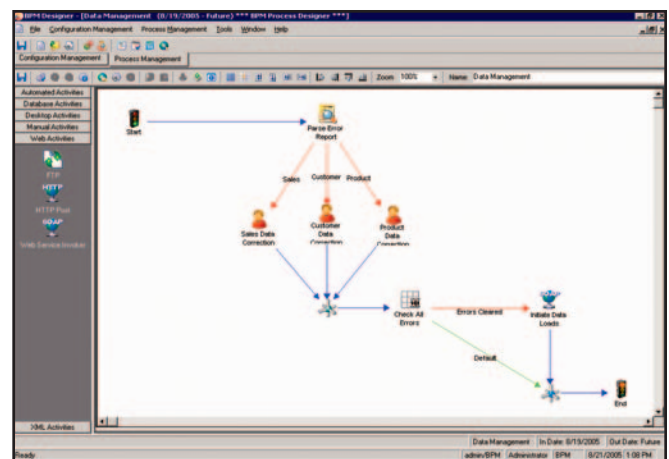 BPM Designer - [Data Management (8/19/2005 - Future) *** BPM Process Designer ***]
File Configuration Management Process Management Tools Window Help
Configuration Management Process Management
Zoom 100% Name: Data Management
Automated Activities
Database Activities
Desktop Activities
Manual Activities
Web Activities
FTP
HTTP
HTTP Post
SOAP
Web Service Invoker
XML Activities
Start
Parse Error
Report
Sales Customer Product
Sales Data
Correction
Customer
Data
Correction
Product
Data
Correction
Check All
Errors
Errors Cleared
Initiate Data
Loads
Default
End
Data Management In Date: 8/19/2005 Out Date: Future
Ready admin/BPM Administrator BPM 8/21/2005 1:08 PM